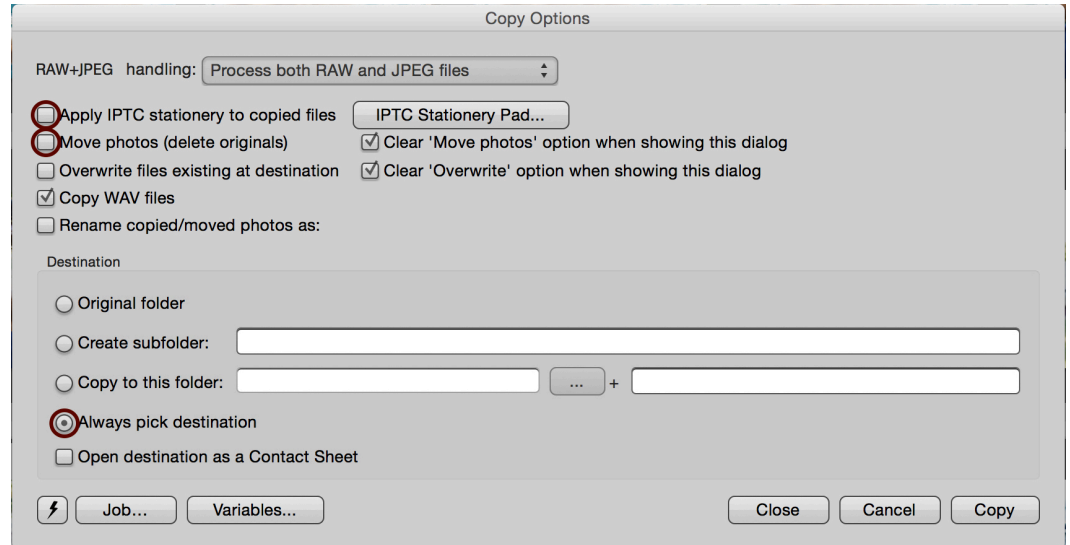 Copy Options
RAW+JPEG handling: Process both RAW and JPEG files
Apply IPTC stationery to copied files IPTC Stationery Pad...
Move photos (delete originals) Clear 'Move photos' option when showing this dialog
Overwrite files existing at destination Clear 'Overwrite' option when showing this dialog
Copy WAV files
Rename copied/moved photos as:
Destination
Original folder
Create subfolder:
Copy to this folder: ... +
Always pick destination
Open destination as a Contact Sheet
Job... Variables... Close Cancel Copy